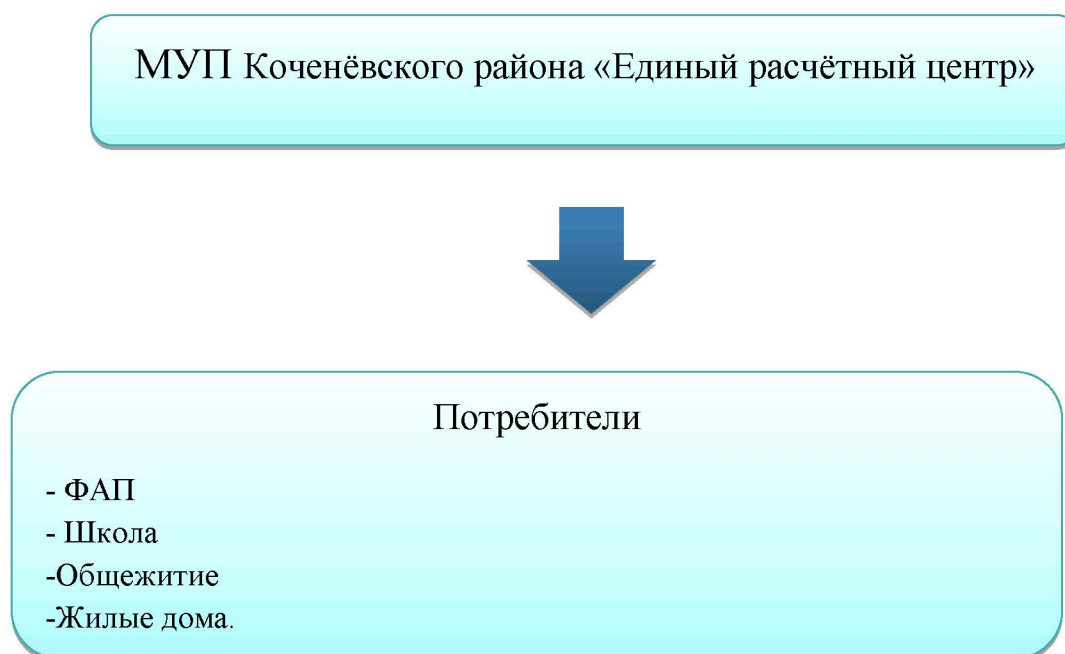 МУП Коченёвского района «Единый расчётный центр»
Потребители
- ФАП
- Школа
-Общежитие
-Жилые дома.